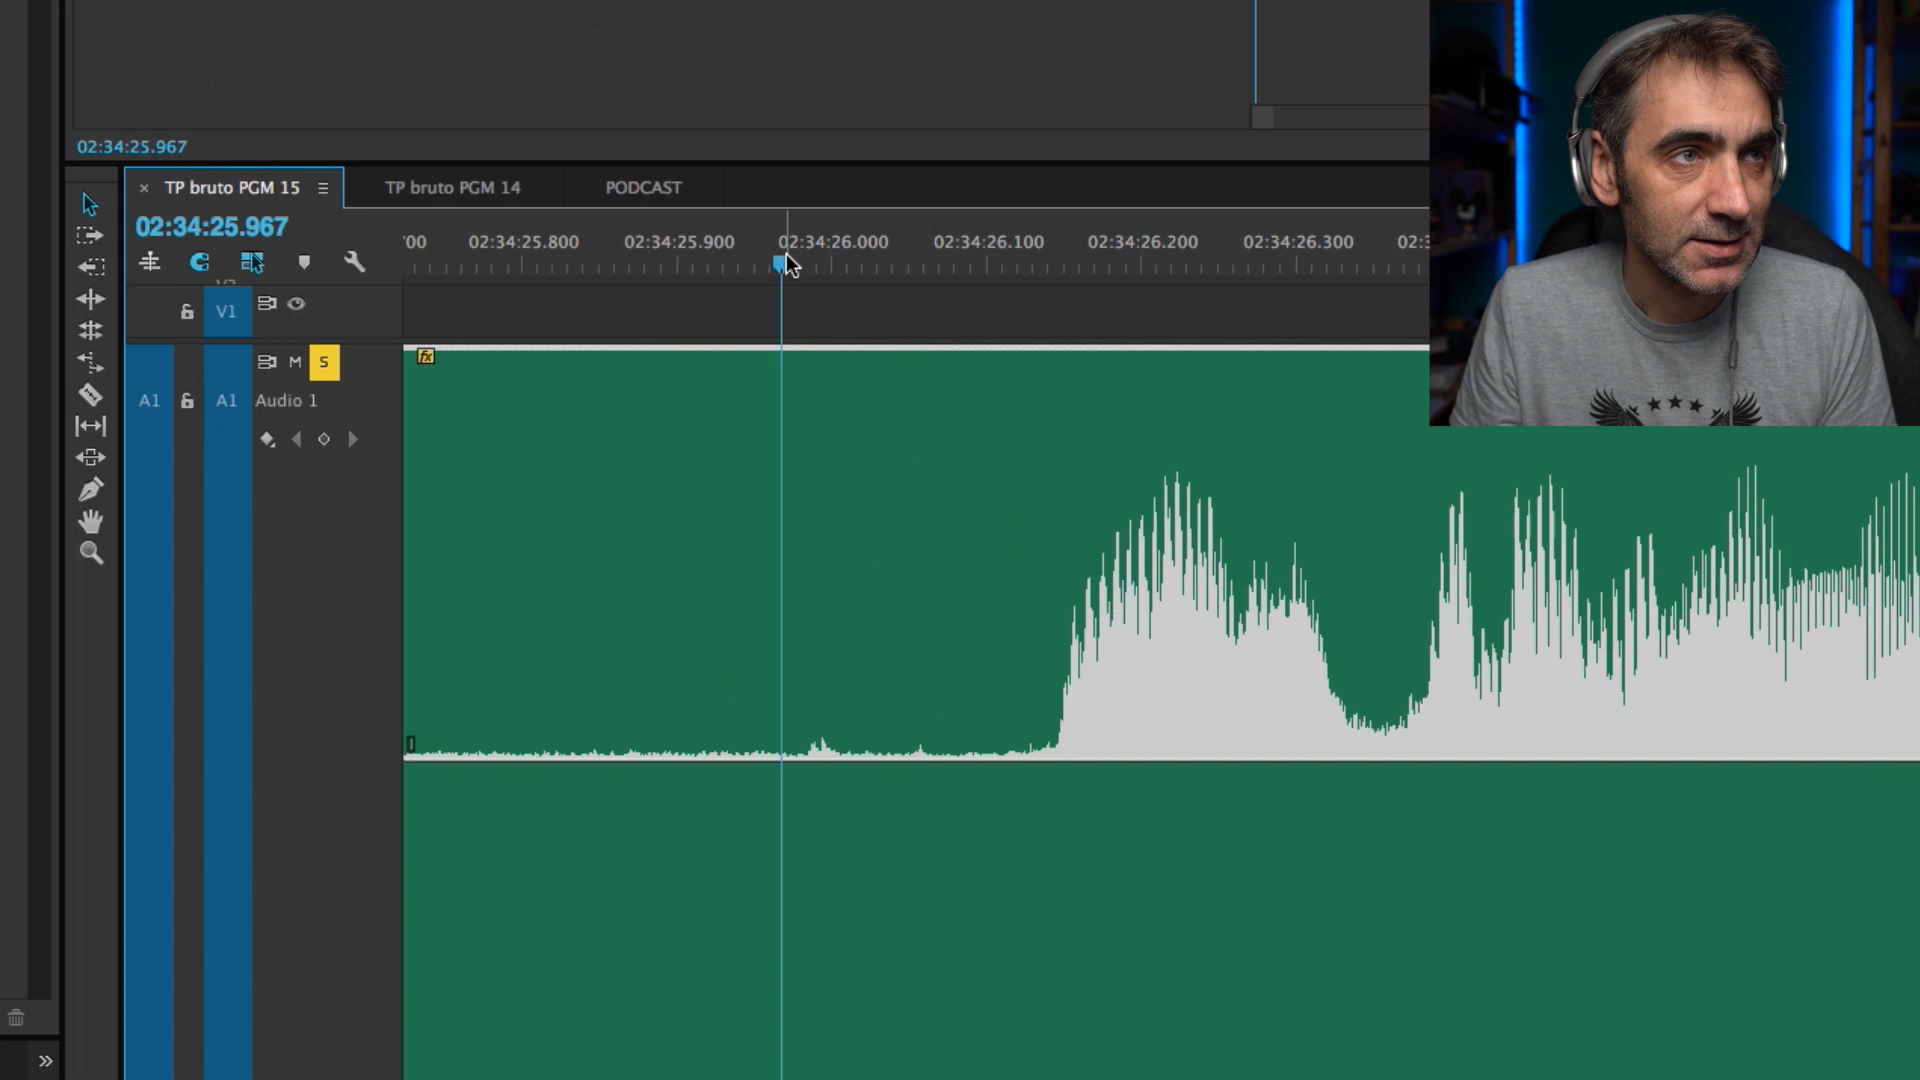 02:34:25.967
× TP bruto PGM 15 TP bruto PGM 14 PODCAST
02:34:25.967
'00 02:34:25.800 02:34:25.900 02:34:26.000 02:34:26.100 02:34:26.200 02:34:26.300 02:3
V1
fx
M S
A1 A1 Audio 1